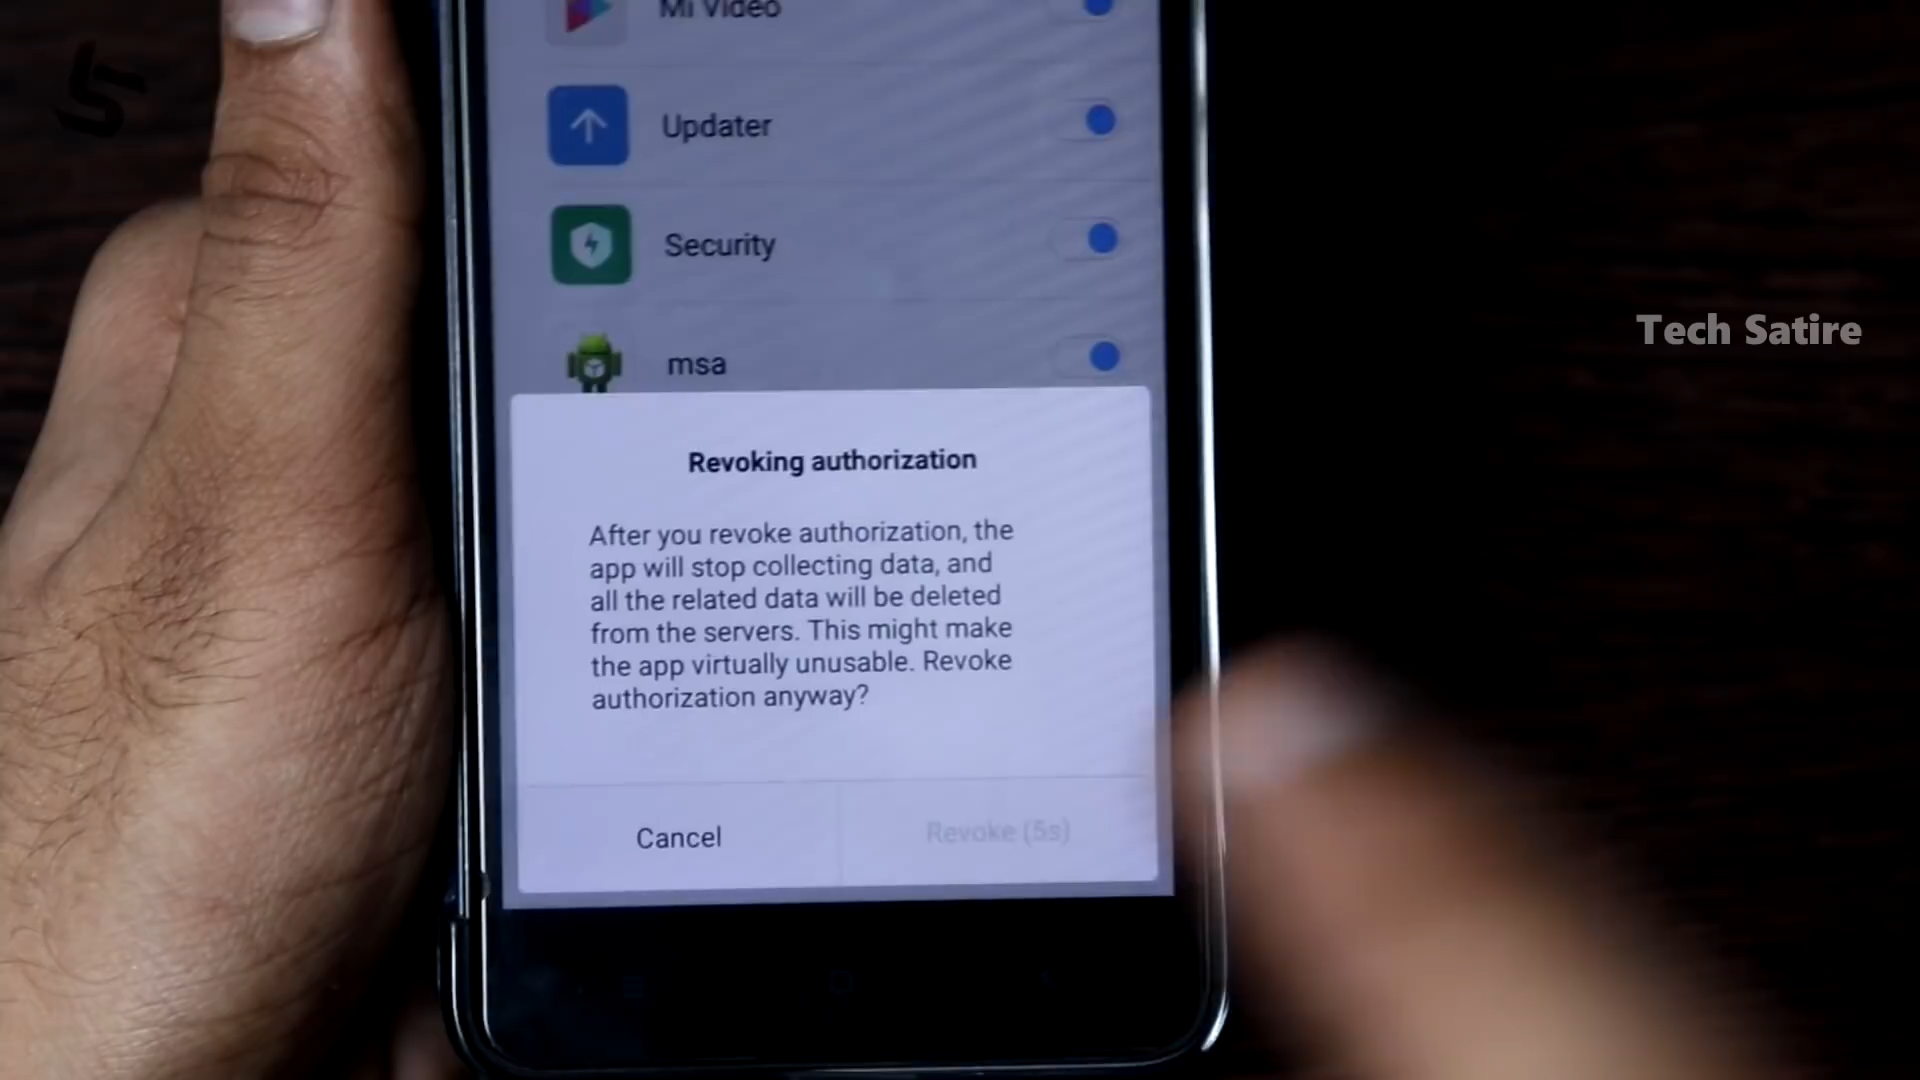 Mi Video
Updater
Security
msa
Tech Satire
Revoking authorization
After you revoke authorization, the
app will stop collecting data, and
all the related data will be deleted
from the servers. This might make
the app virtually unusable. Revoke
authorization anyway?
Cancel
Revoke (5s)